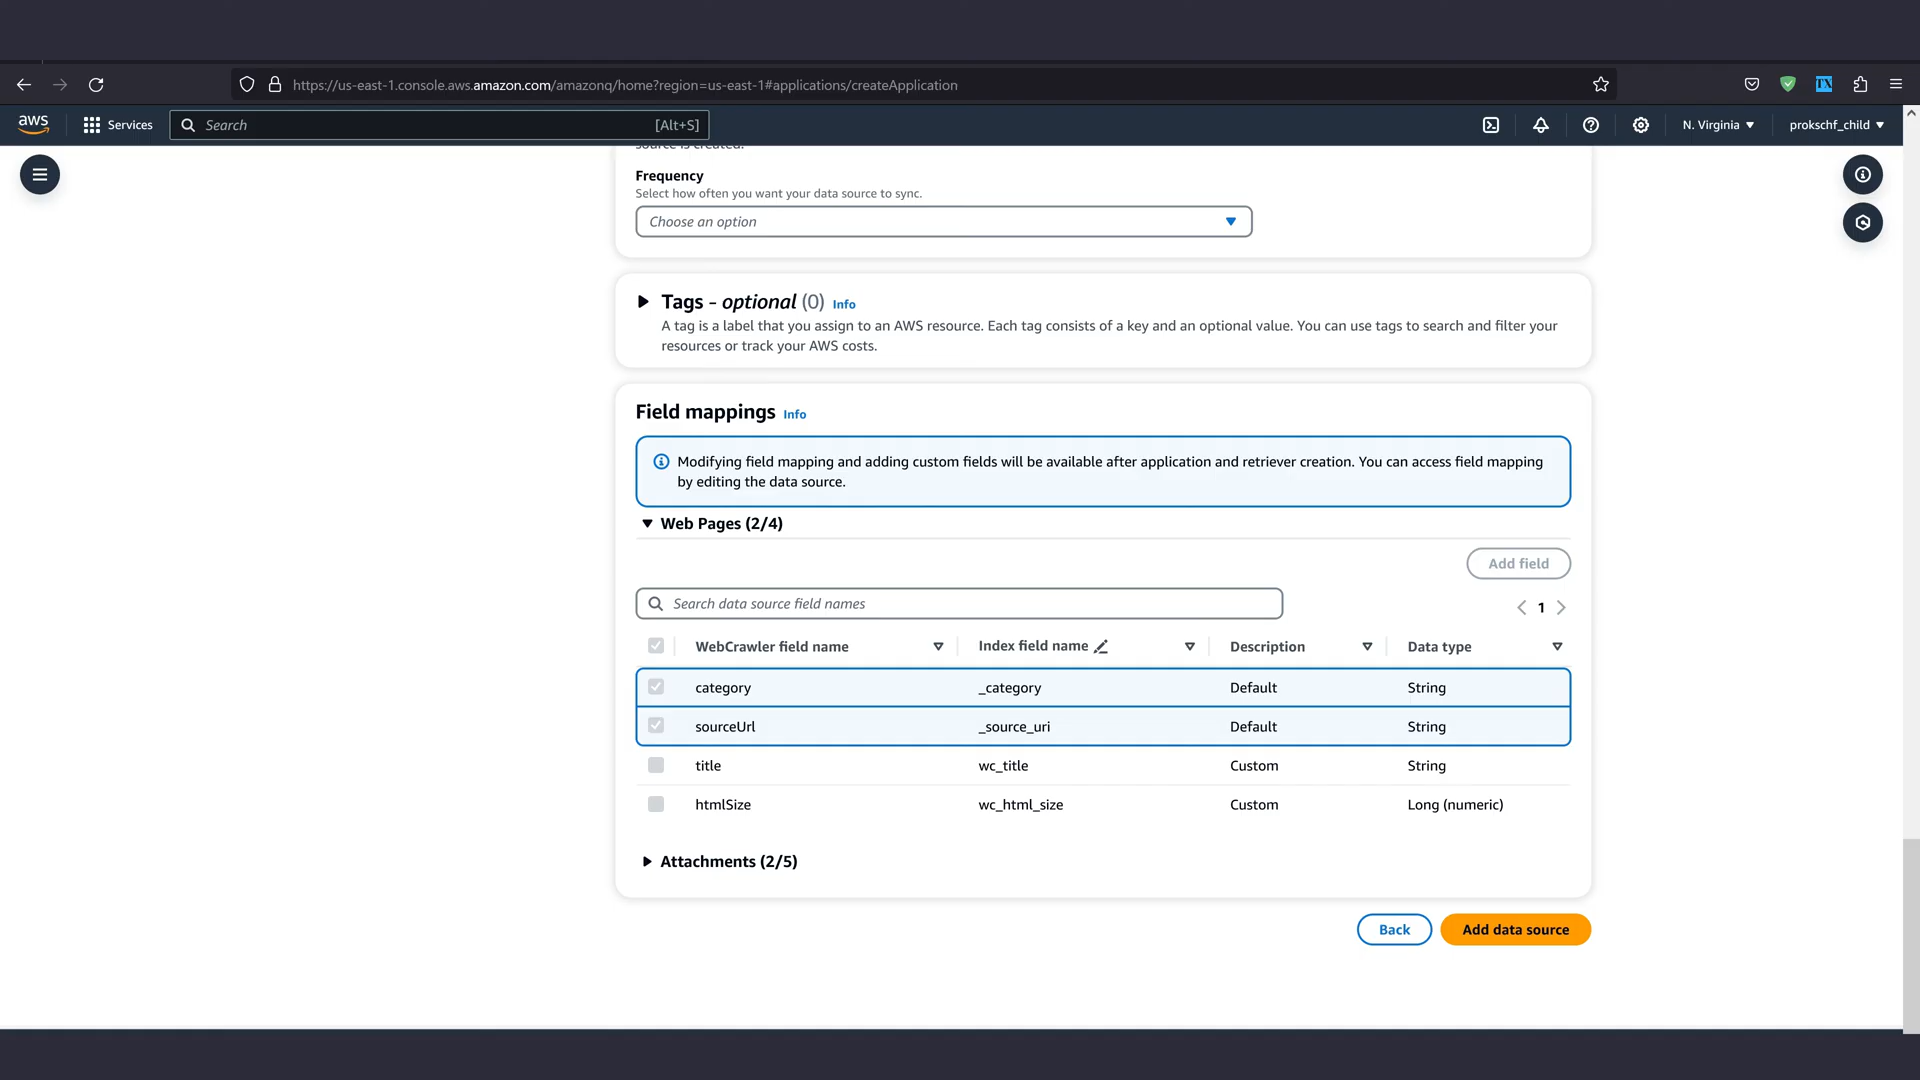 https://us-east-1.console.aws.amazon.com/amazonq/home?region=us-east-1#applications/createApplication
aws Services Search [Alt+S] N. Virginia prokschf_child
source is created.
Frequency
Select how often you want your data source to sync.
Choose an option
Tags - optional (0) Info
A tag is a label that you assign to an AWS resource. Each tag consists of a key and an optional value. You can use tags to search and filter your
resources or track your AWS costs.
Field mappings Info
Modifying field mapping and adding custom fields will be available after application and retriever creation. You can access field mapping
by editing the data source.
Web Pages (2/4)
Add field
Search data source field names
1
WebCrawler field name Index field name Description Data type
category _category Default String
sourceUrl _source_uri Default String
title wc_title Custom String
htmlSize wc_html_size Custom Long (numeric)
Attachments (2/5)
Back Add data source